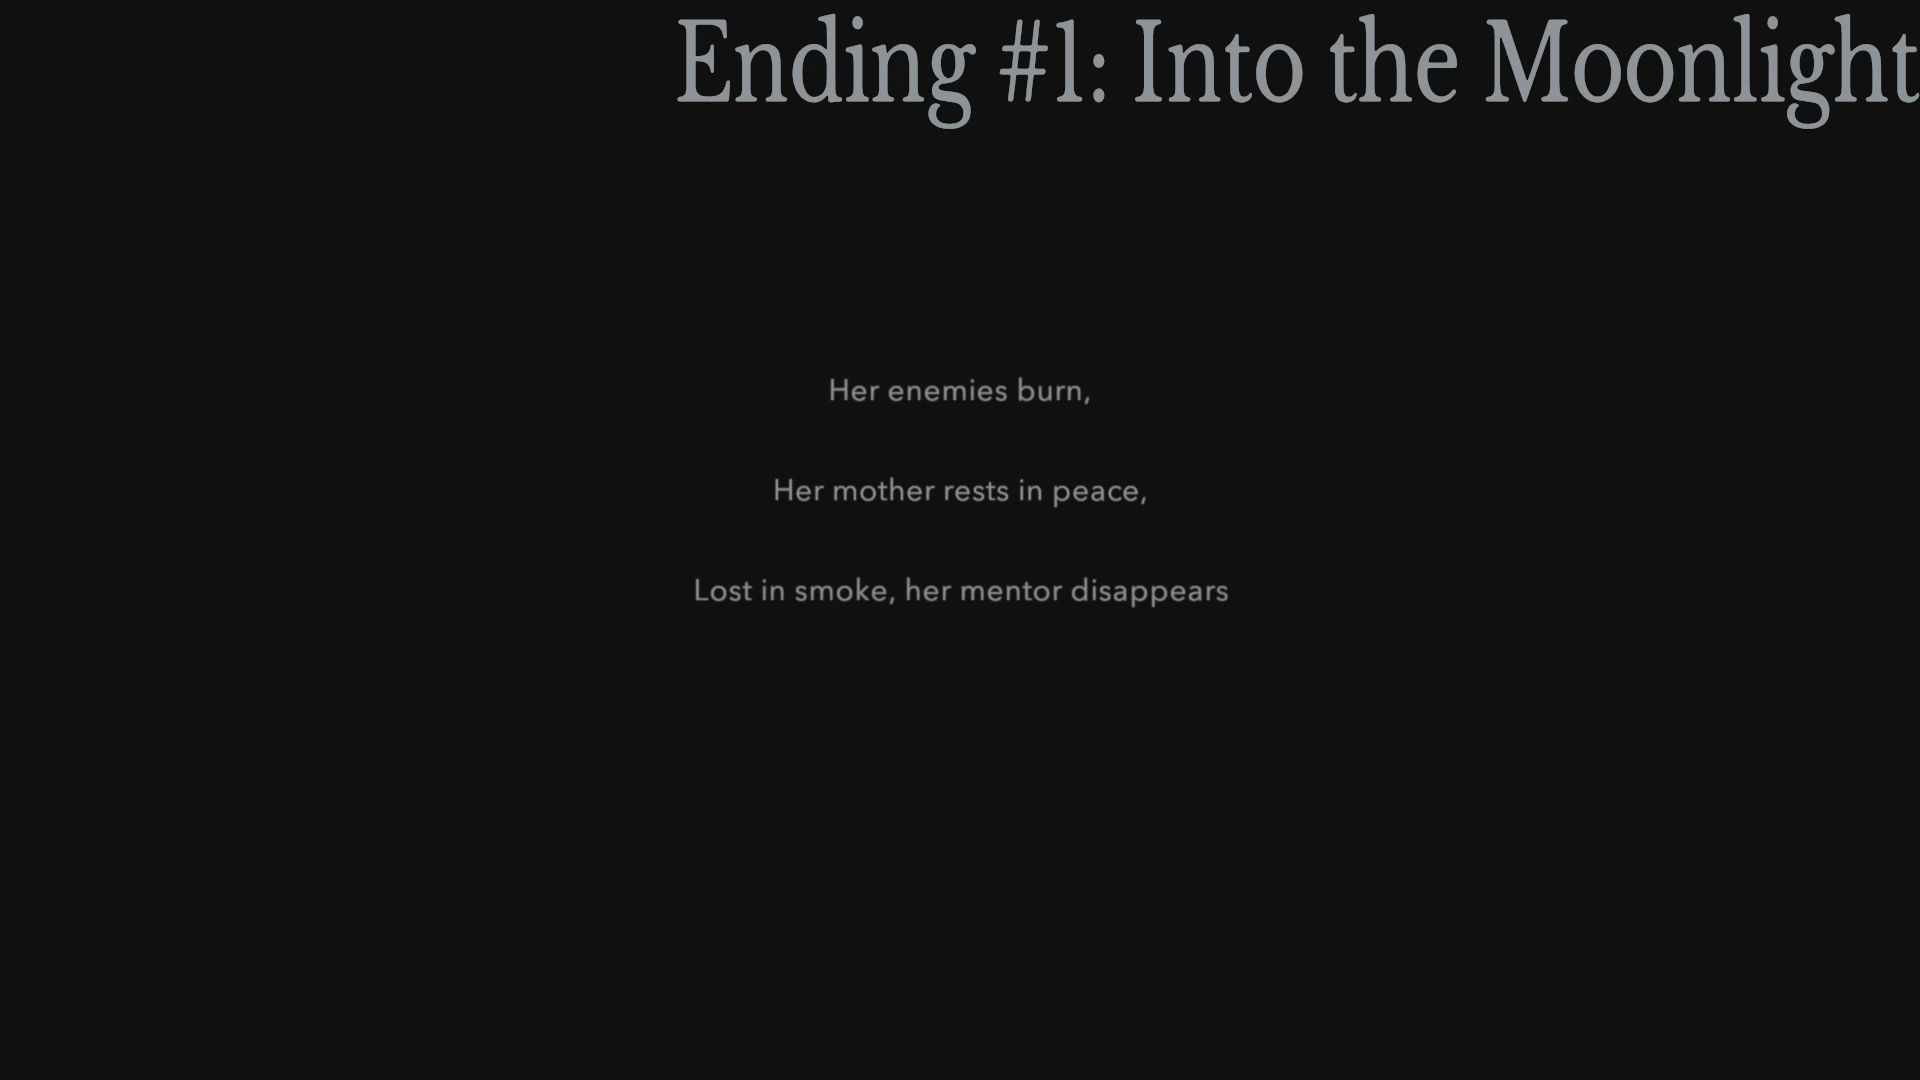 Ending #1: Into the Moonlight
Her enemies burn,
Her mother rests in peace,
Lost in smoke, her mentor disappears